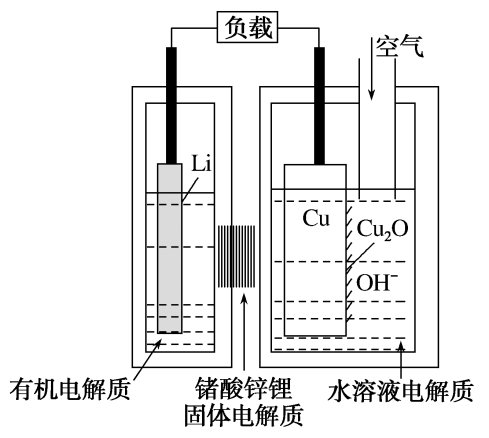 负载
空气
Li
Cu
Cu₂O
OH⁻
有机电解质
锗酸锌锂
固体电解质
水溶液电解质